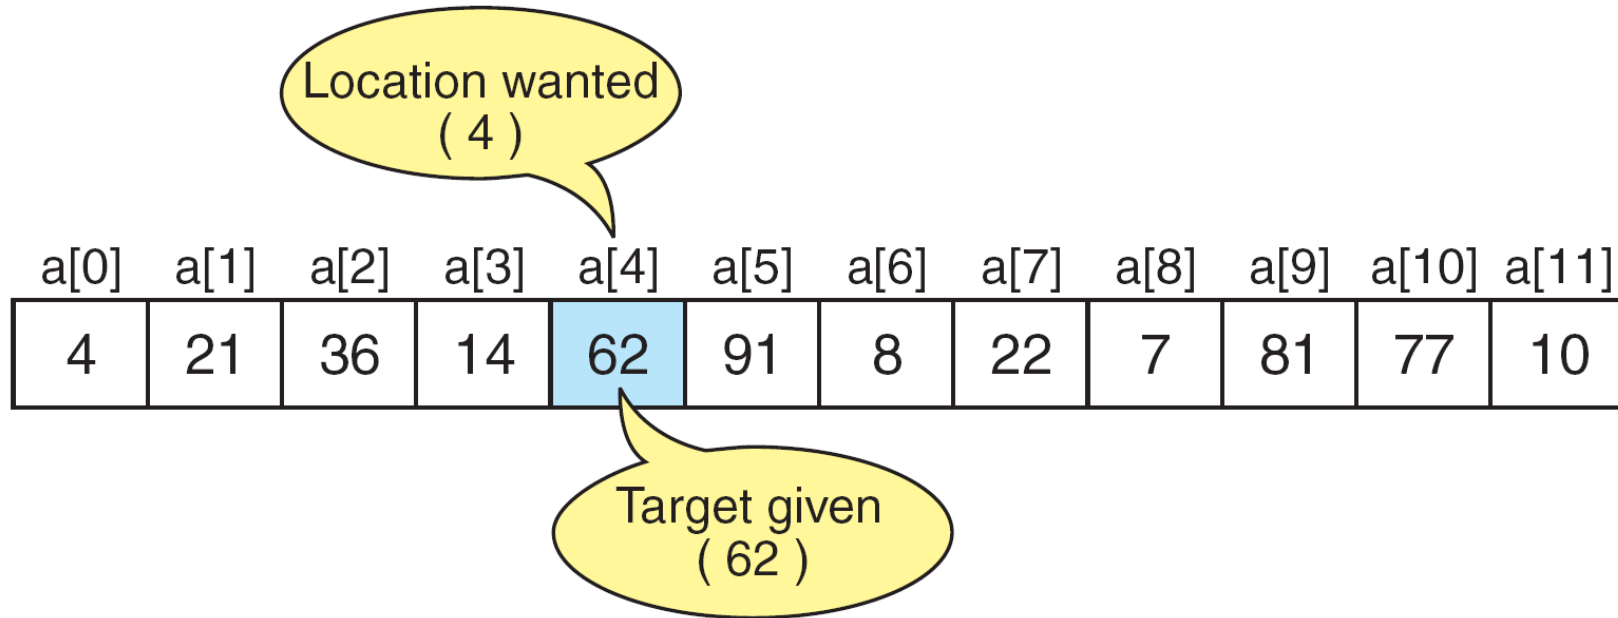 Location wanted
( 4 )
a[0] a[1] a[2] a[3] a[4] a[5] a[6] a[7] a[8] a[9] a[10] a[11]
4 21 36 14 62 91 8 22 7 81 77 10
Target given
( 62 )